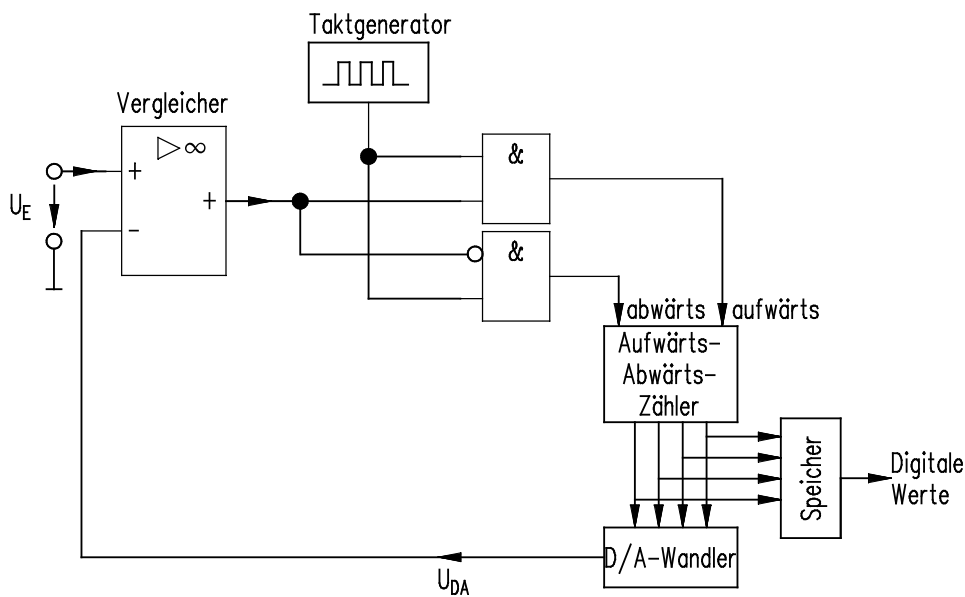 Taktgenerator
Vergleicher
▷ ∞
+
+
-
U_E
&
&
abwärts
aufwärts
Aufwärts-
Abwärts-
Zähler
Speicher
Digitale
Werte
D/A-Wandler
U_DA